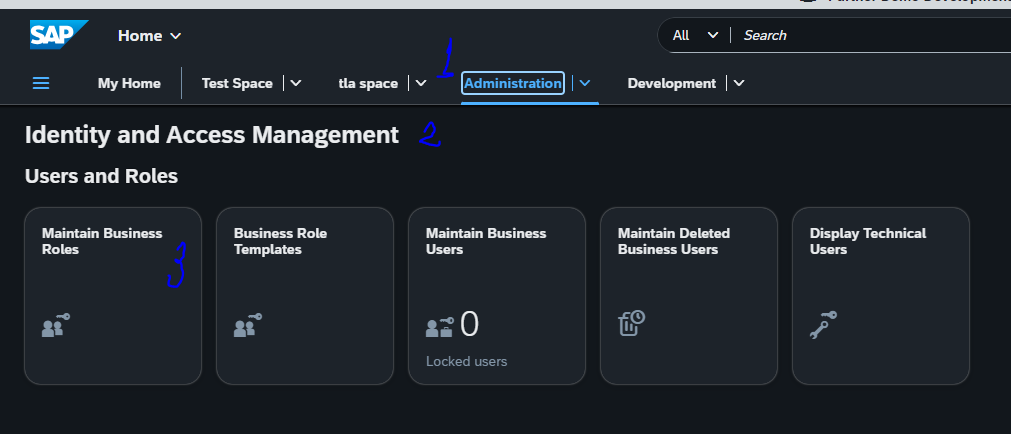 SAP Home All Search
1
My Home Test Space tla space Administration Development
Identity and Access Management 2
Users and Roles
Maintain Business
Roles
3
Business Role
Templates
Maintain Business
Users
0
Locked users
Maintain Deleted
Business Users
Display Technical
Users